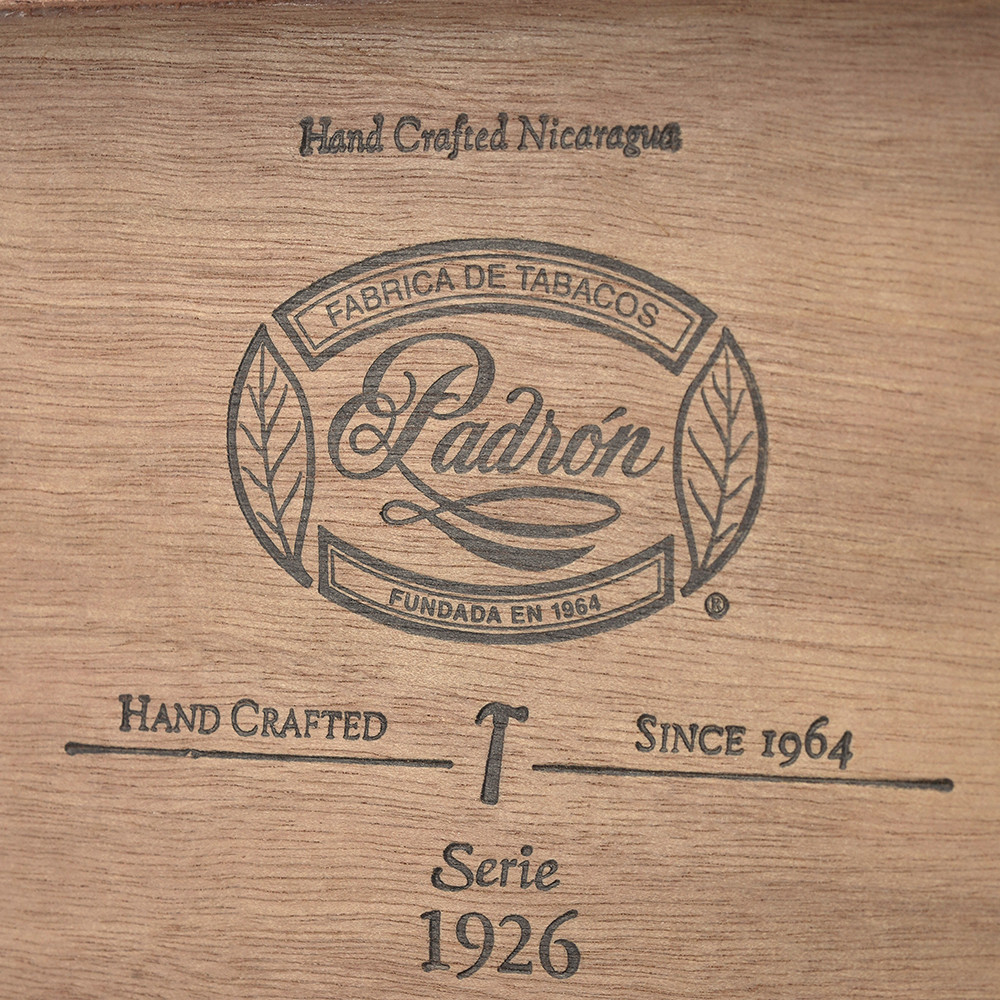 Hand Crafted Nicaragua
FABRICA DE TABACOS
Padrón
FUNDADA EN 1964
®
HAND CRAFTED
SINCE 1964
Serie
1926